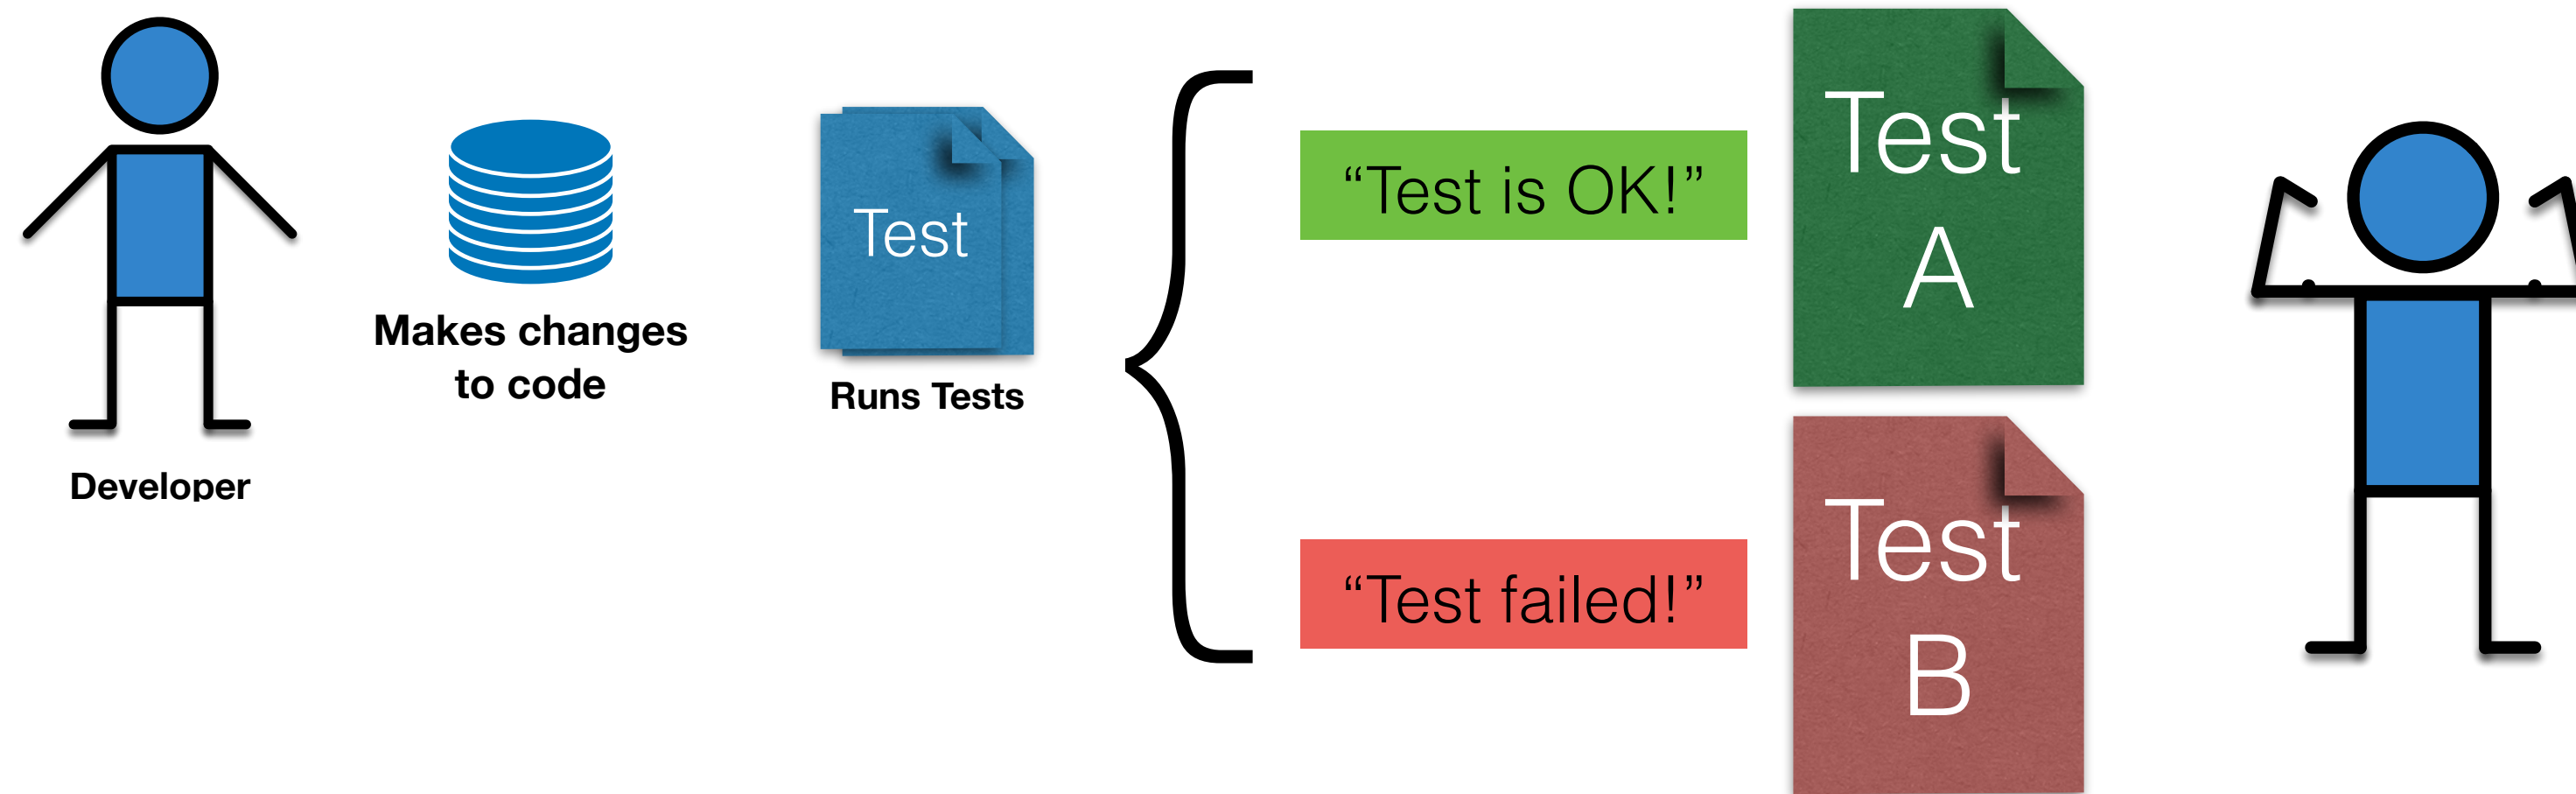 Developer
Makes changes
to code
Test
Runs Tests
“Test is OK!”
Test
A
“Test failed!”
Test
B